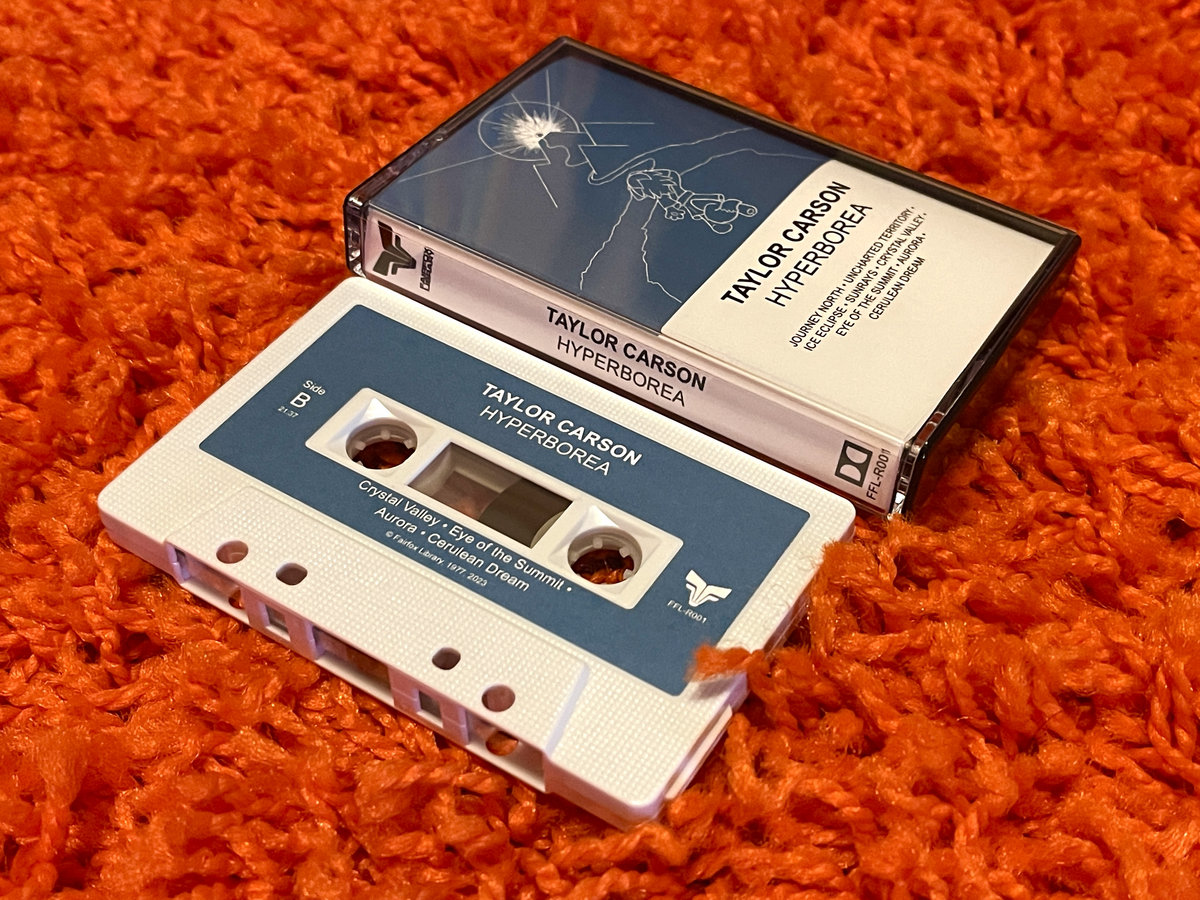 TAYLOR CARSON
HYPERBOREA
JOURNEY NORTH • UNCHARTED TERRITORY •
ICE ECLIPSE • SUNRAYS • CRYSTAL VALLEY •
EYE OF THE SUMMIT • AURORA •
CERULEAN DREAM
TAYLOR CARSON
HYPERBOREA
FFL-R001
Side
B
21:37
TAYLOR CARSON
HYPERBOREA
Crystal Valley • Eye of the Summit •
Aurora • Cerulean Dream
© Fairfox Library, 1977, 2023
FFL-R001